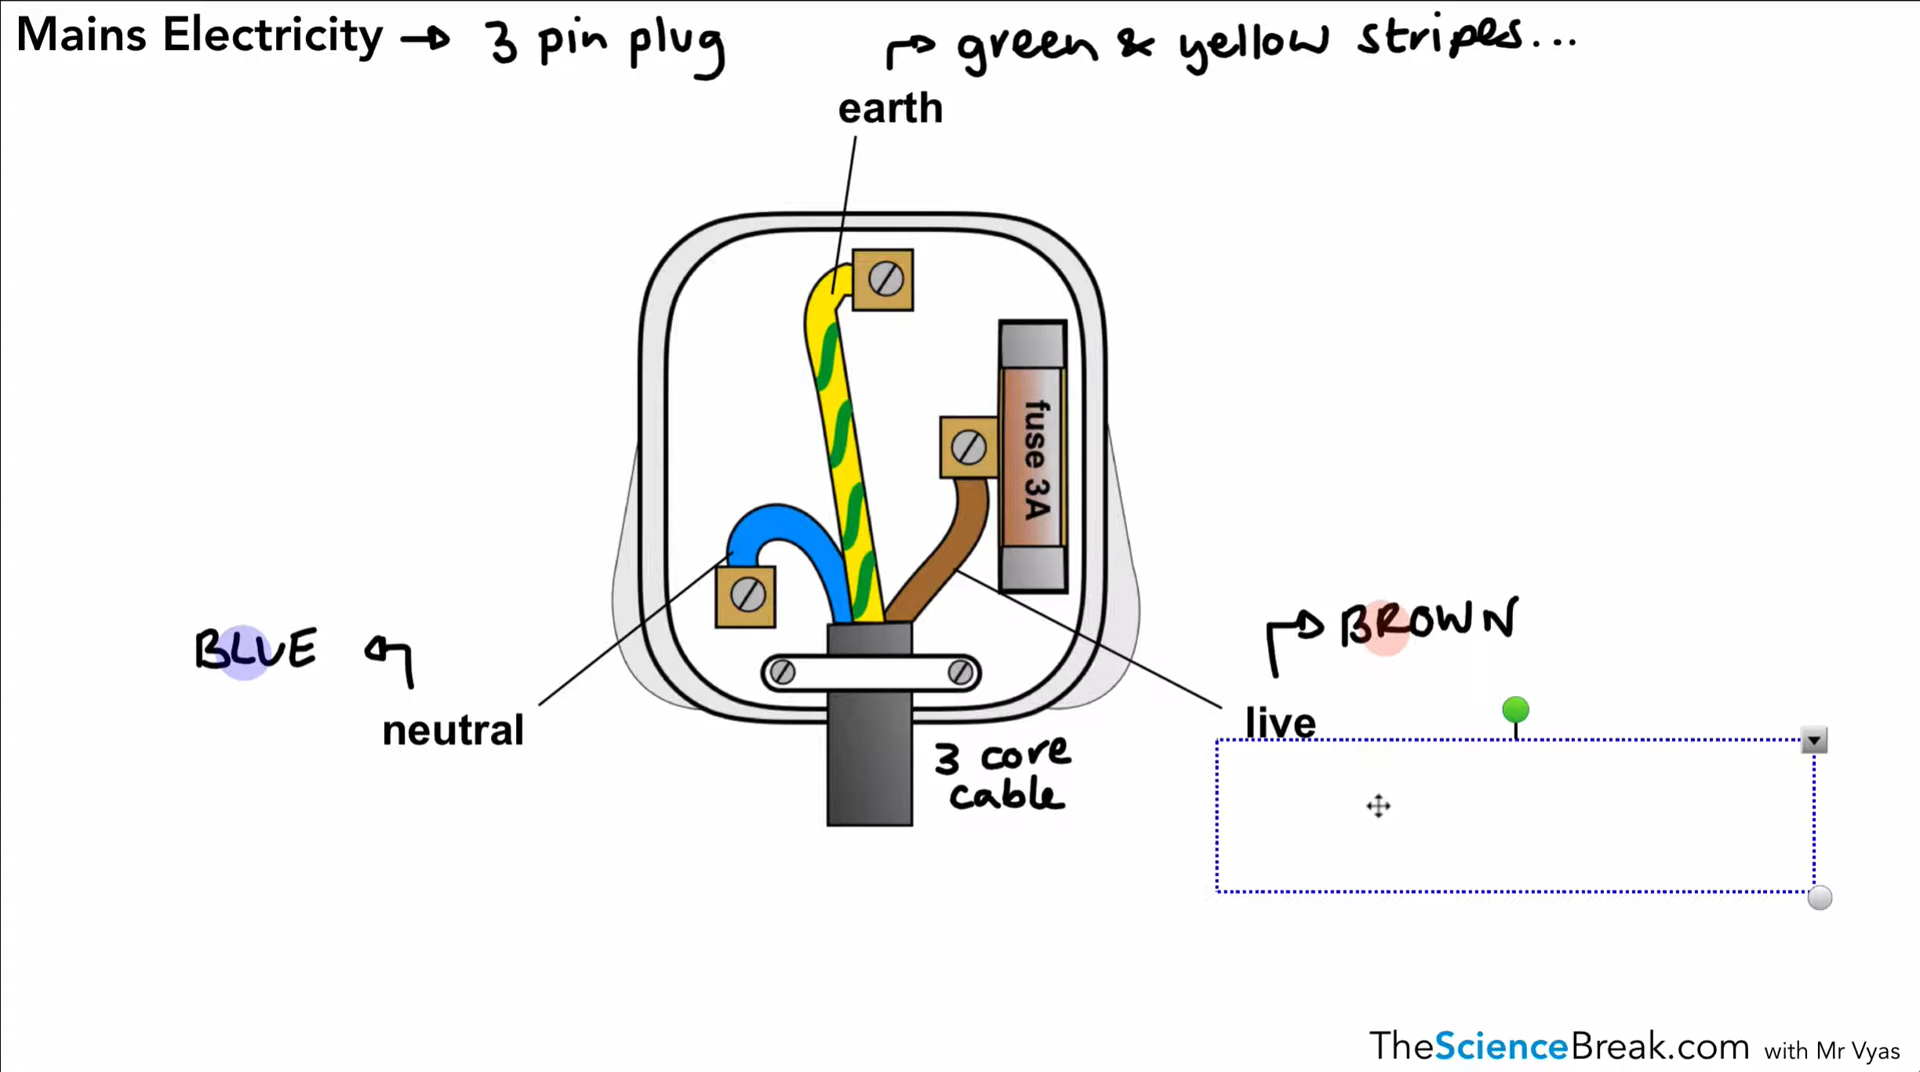 Mains Electricity → 3 pin plug
green & yellow stripes...
earth
fuse 3A
BLUE
BROWN
neutral
live
3 core
cable
TheScienceBreak.com with Mr Vyas